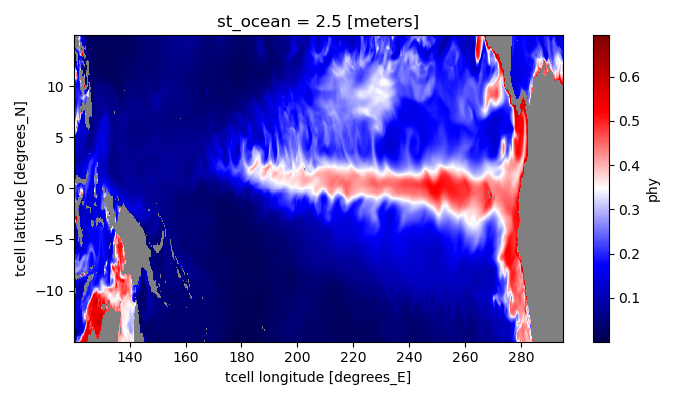 st_ocean = 2.5 [meters]
tcell latitude [degrees_N]
10
5
0
−5
−10
140 160 180 200 220 240 260 280
tcell longitude [degrees_E]
0.6
0.5
0.4
0.3
0.2
0.1
phy